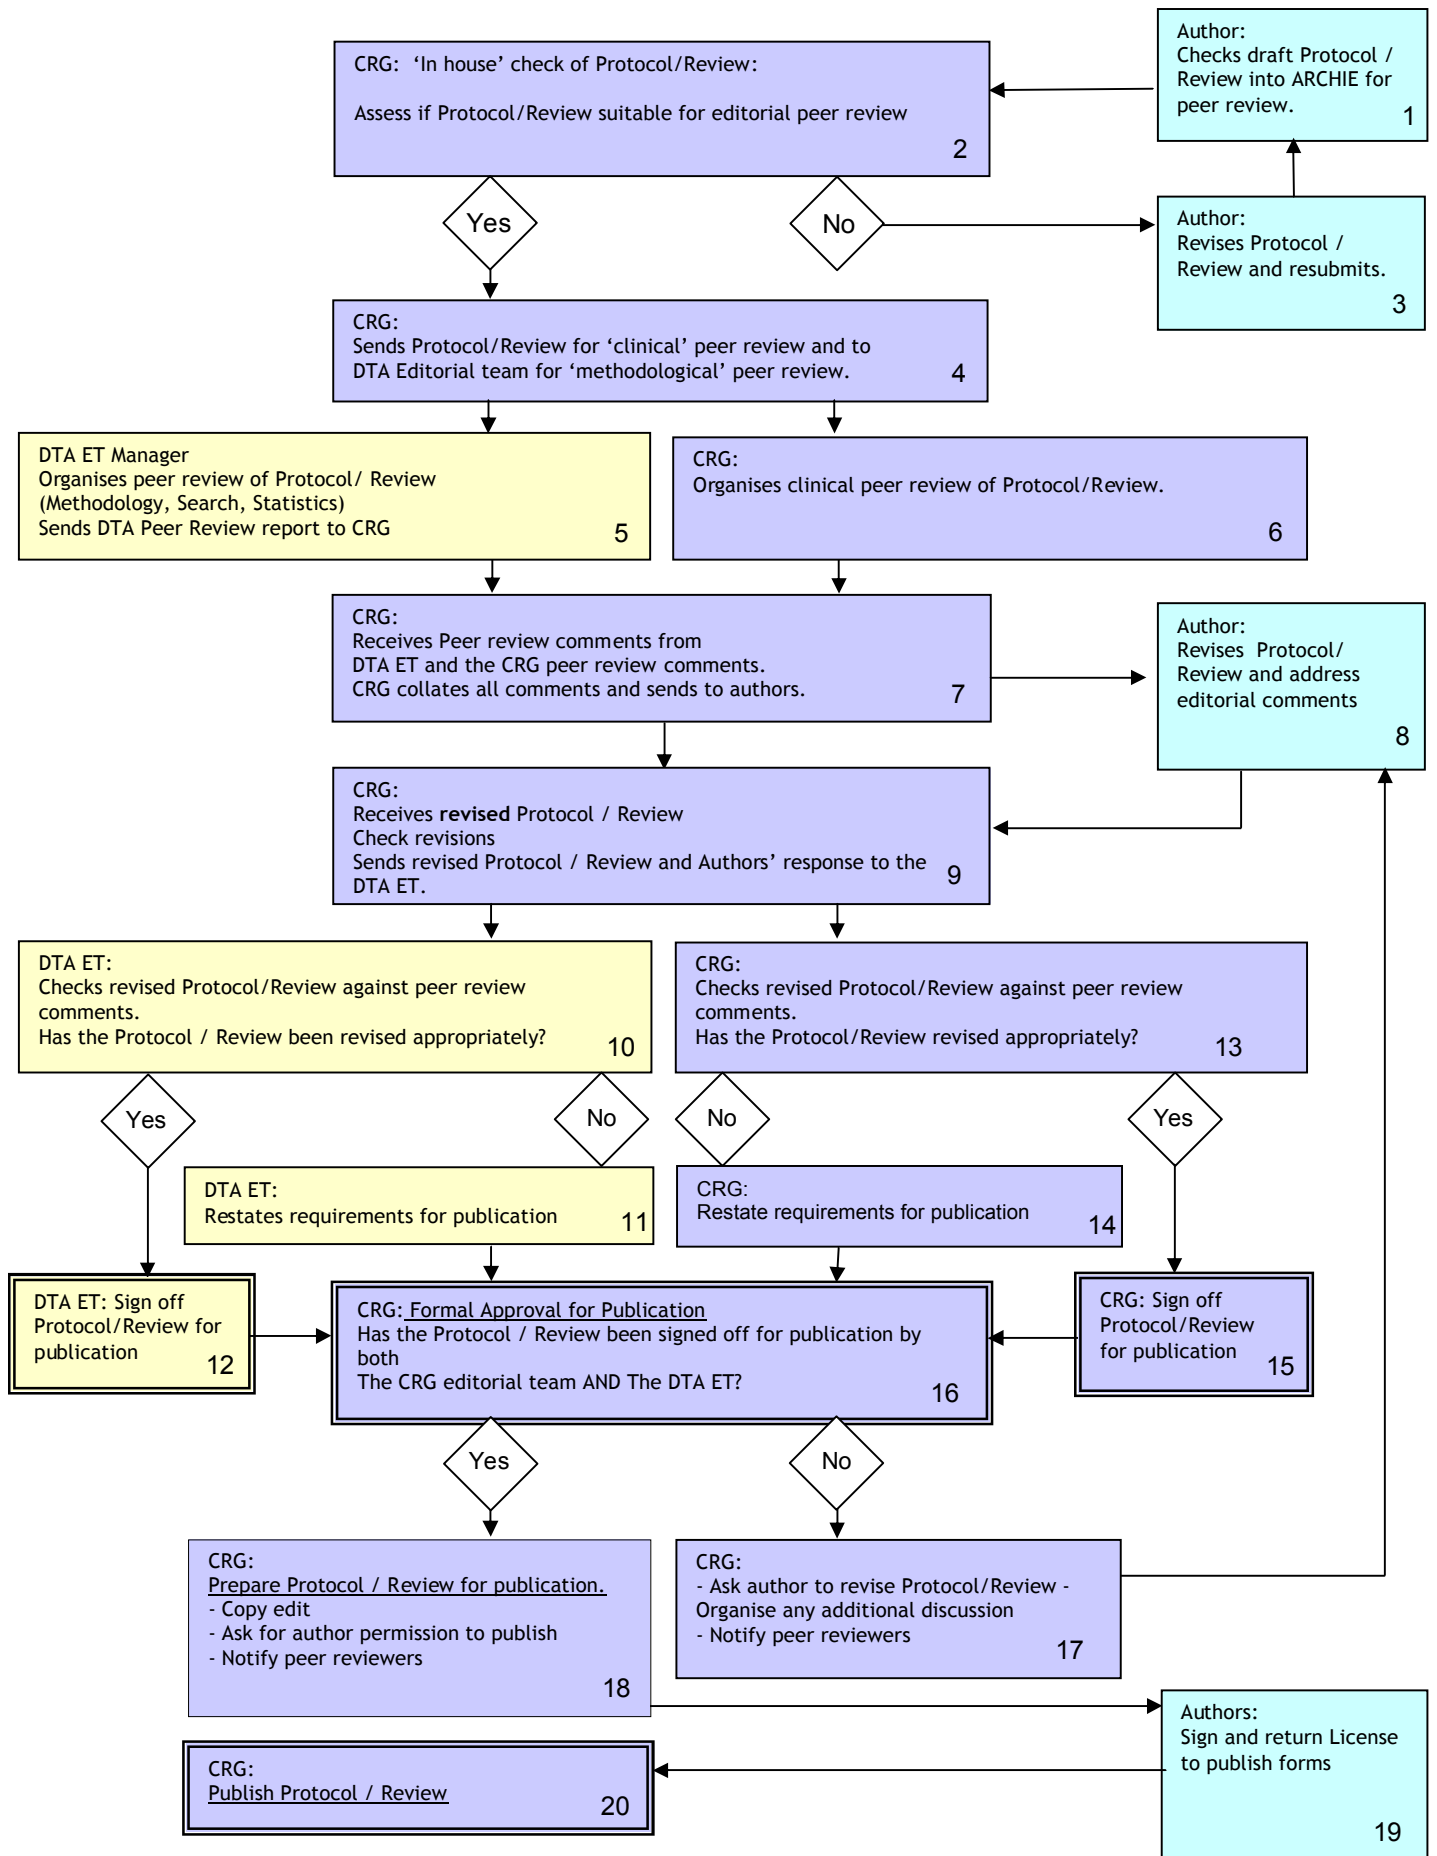 Author:
Checks draft Protocol /
Review into ARCHIE for
peer review.
1
CRG:  ‘In house’ check of Protocol/Review:
Assess if Protocol/Review suitable for editorial peer review
2
Yes
No
Author:
Revises Protocol /
Review and resubmits.
3
CRG:
Sends Protocol/Review for ‘clinical’ peer review and to
DTA Editorial team for ‘methodological’ peer review.
4
DTA ET Manager
Organises peer review of Protocol/ Review
(Methodology, Search, Statistics)
Sends DTA Peer Review report to CRG
5
CRG:
Organises clinical peer review of Protocol/Review.
6
CRG:
Receives Peer review comments from
DTA ET and the CRG peer review comments.
CRG collates all comments and sends to authors.
7
Author:
Revises  Protocol/
Review and address
editorial comments
8
CRG:
Receives revised Protocol / Review
Check revisions
Sends revised Protocol / Review and Authors’ response to the
DTA ET.
9
DTA ET:
Checks revised Protocol/Review against peer review
comments.
Has the Protocol / Review been revised appropriately?
10
CRG:
Checks revised Protocol/Review against peer review
comments.
Has the Protocol/Review revised appropriately?
13
Yes
No
No
Yes
DTA ET:
Restates requirements for publication
11
CRG:
Restate requirements for publication
14
DTA ET: Sign off
Protocol/Review for
publication
12
CRG: Formal Approval for Publication
Has the Protocol / Review been signed off for publication by
both
The CRG editorial team AND The DTA ET?
16
CRG: Sign off
Protocol/Review
for publication
15
Yes
No
CRG:
Prepare Protocol / Review for publication.
- Copy edit
- Ask for author permission to publish
- Notify peer reviewers
18
CRG:
- Ask author to revise Protocol/Review -
Organise any additional discussion
- Notify peer reviewers
17
Authors:
Sign and return License
to publish forms
19
CRG:
Publish Protocol / Review
20